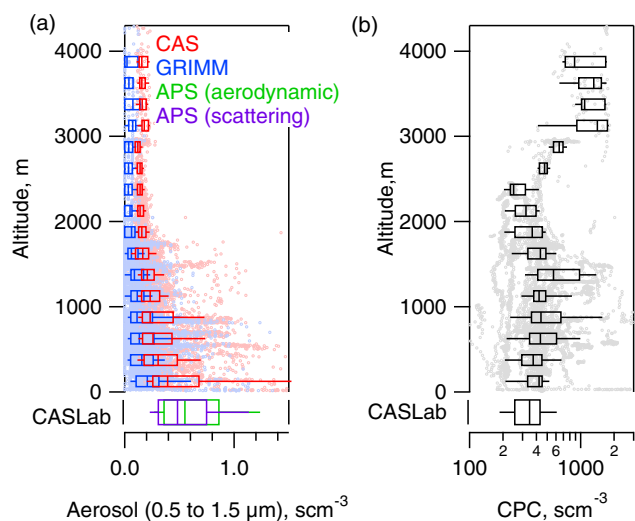 (a)
CAS
GRIMM
APS (aerodynamic)
APS (scattering)
4000
3000
2000
1000
0
Altitude, m
CASLab
0.0
1.0
Aerosol (0.5 to 1.5 µm), scm⁻³
(b)
4000
3000
2000
1000
0
Altitude,m
CASLab
2
4
6
2
100
1000
CPC, scm⁻³